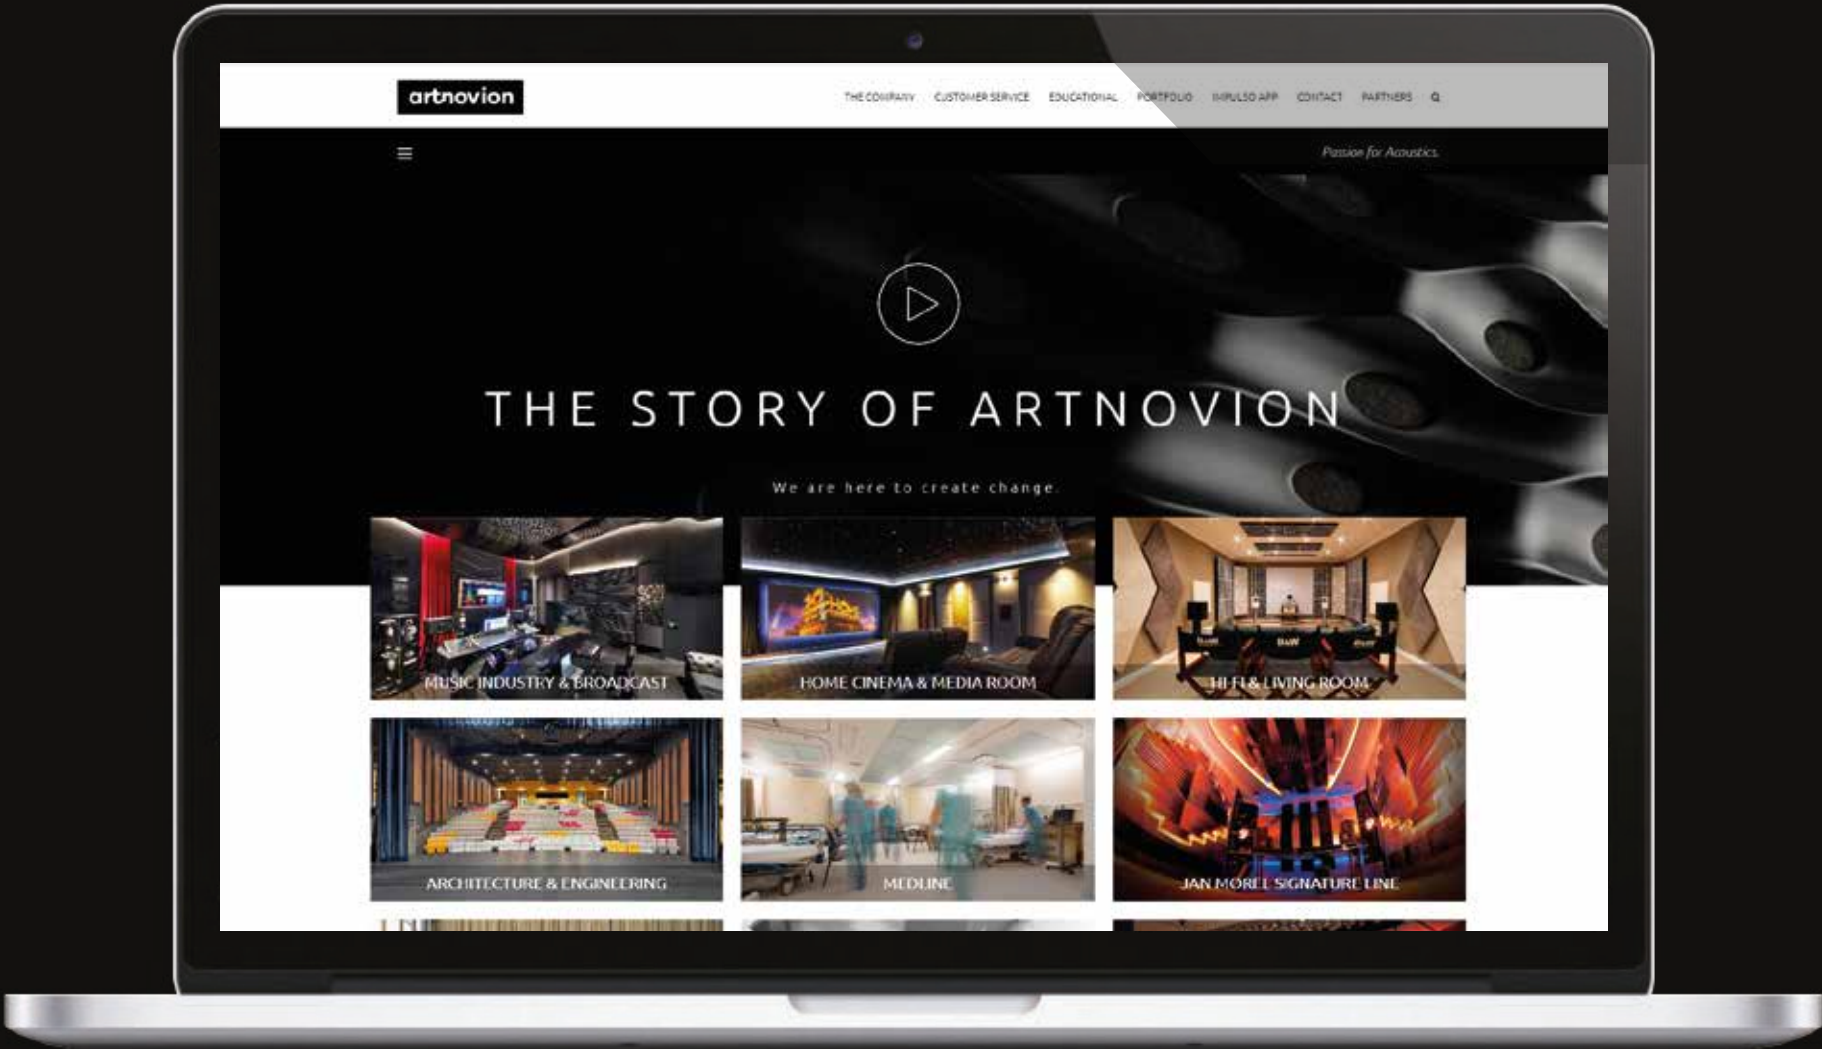 artnovion
THE COMPANY CUSTOMER SERVICE EDUCATIONAL PORTFOLIO IMPULSO APP CONTACT PARTNERS
Passion for Acoustics.
THE STORY OF ARTNOVION
We are here to create change.
MUSIC INDUSTRY & BROADCAST
HOME CINEMA & MEDIA ROOM
B&W
HI-FI & LIVING ROOM
ARCHITECTURE & ENGINEERING
MEDLINE
JAN MOREL SIGNATURE LINE